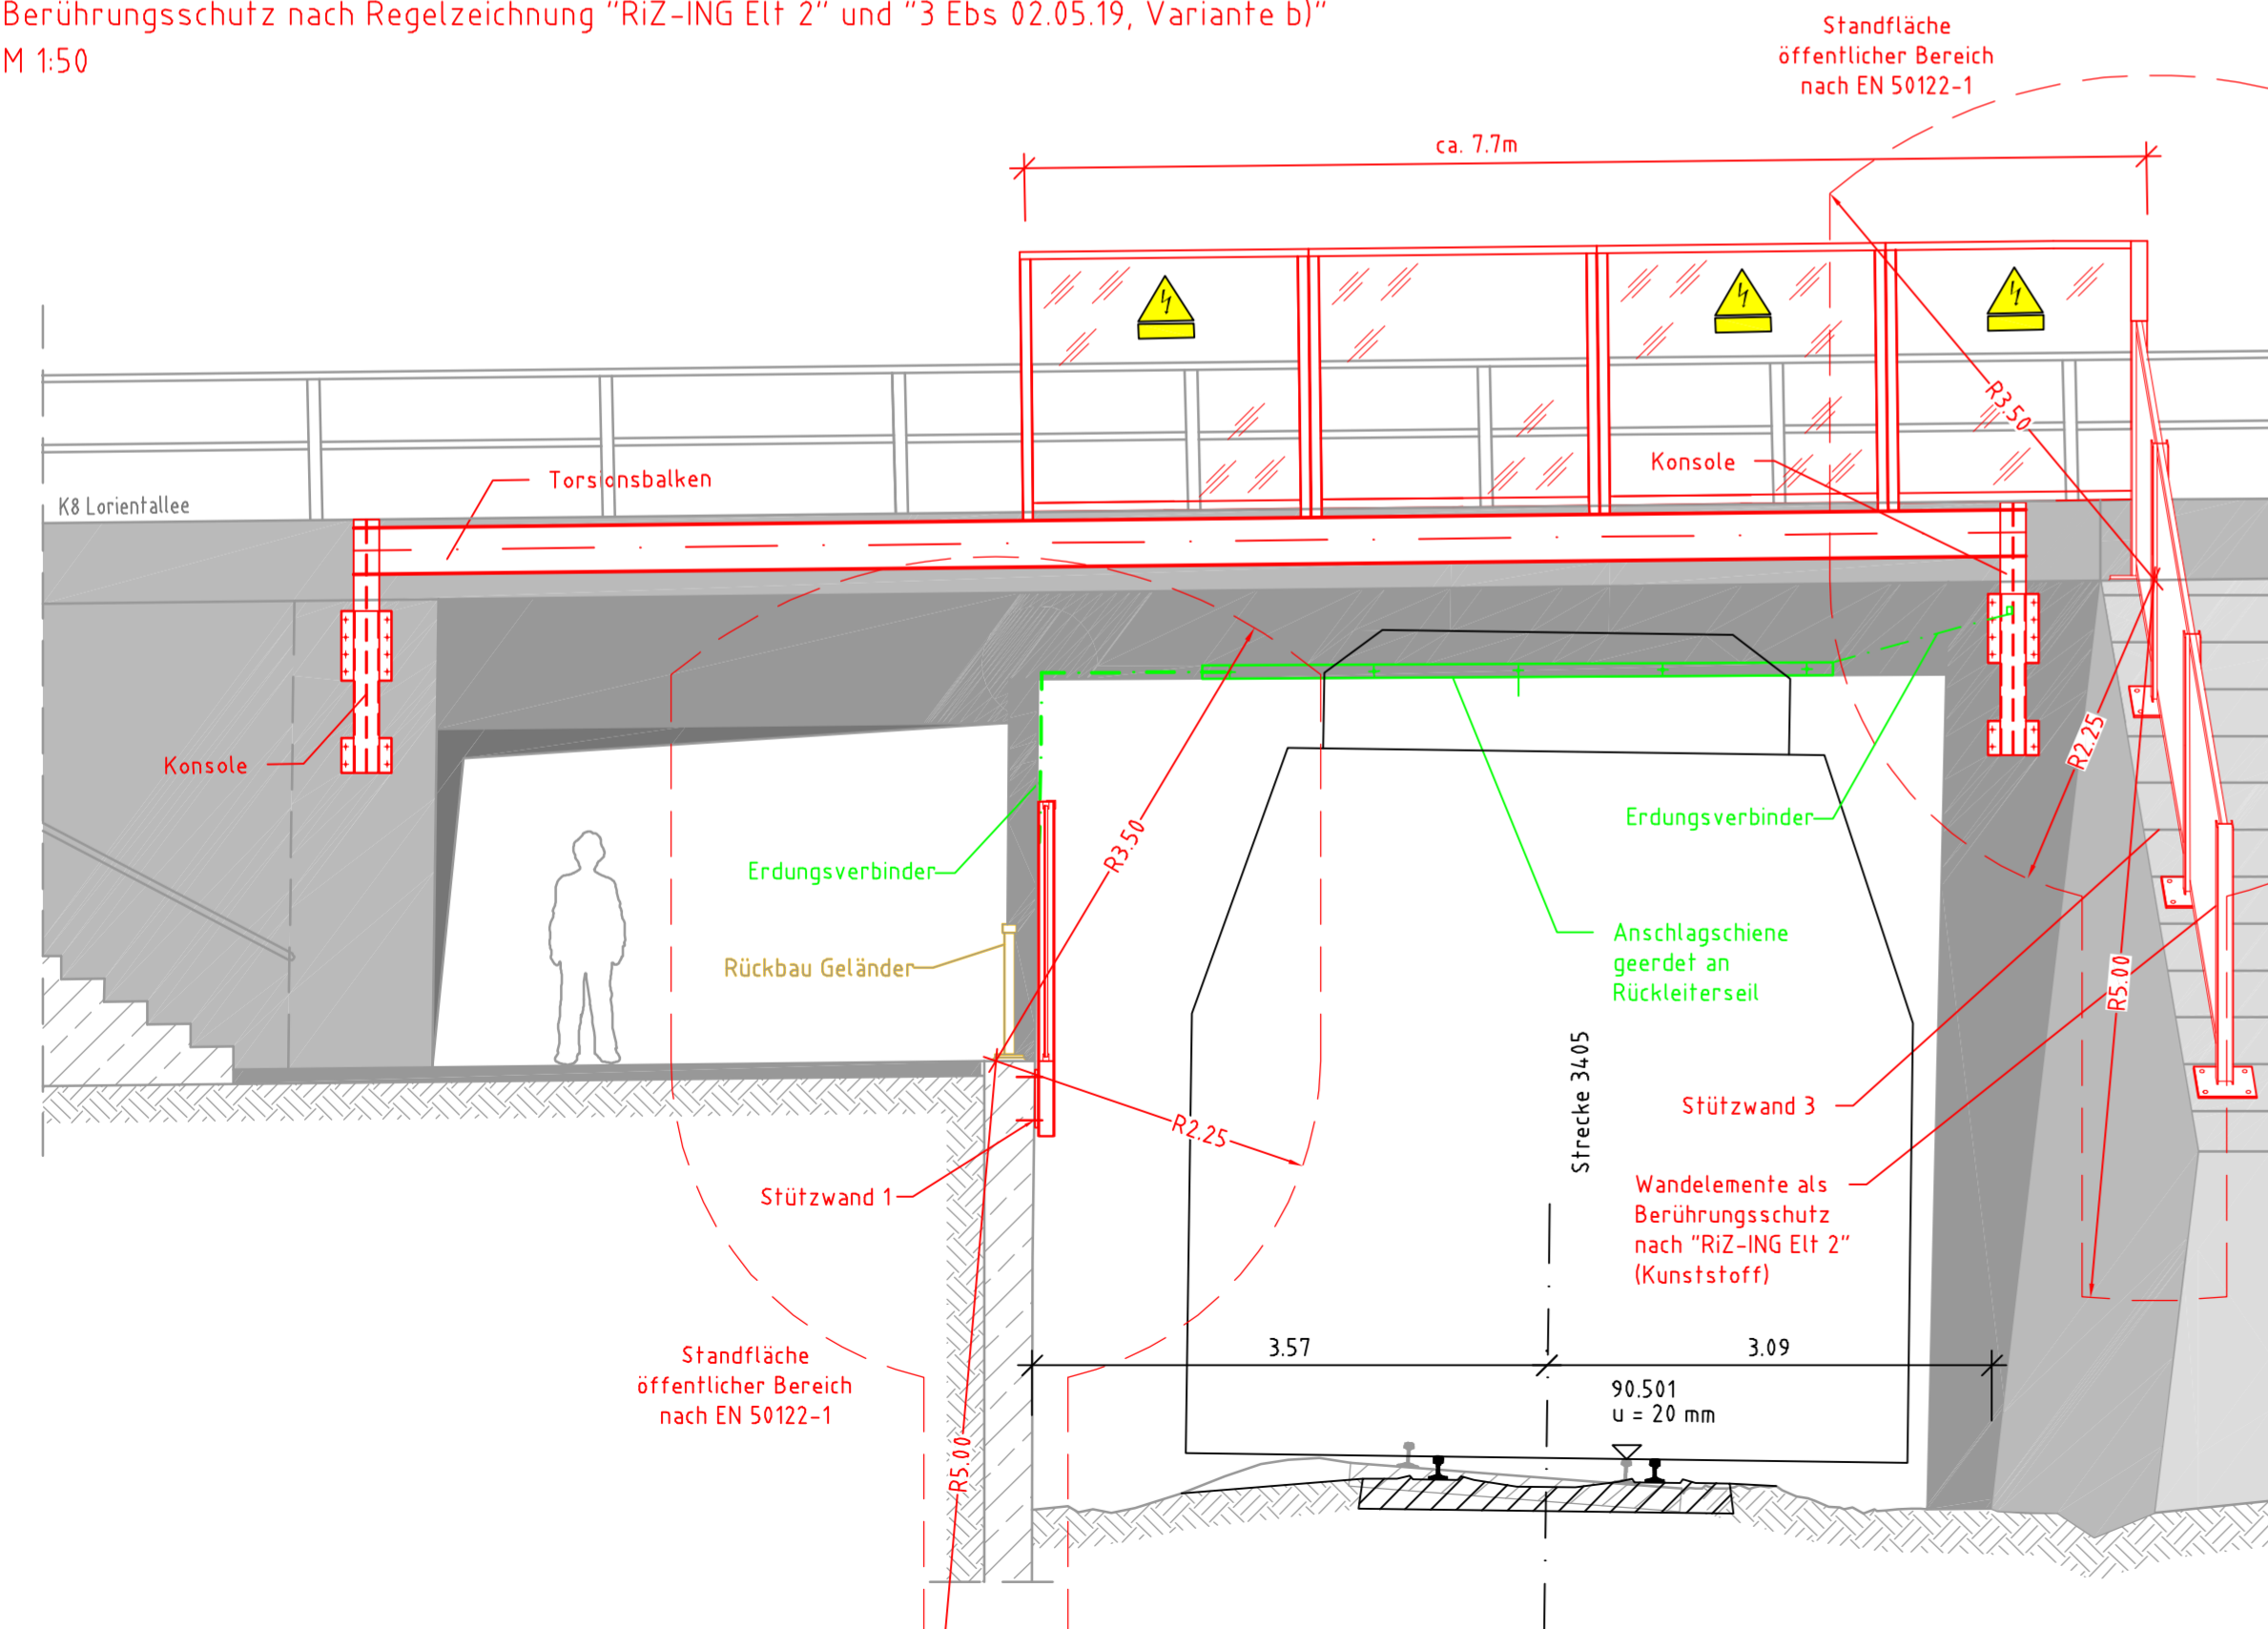 Berührungsschutz nach Regelzeichnung "RiZ-ING Elt 2" und "3 Ebs 02.05.19, Variante b)"
M 1:50
Standfläche
öffentlicher Bereich
nach EN 50122-1
ca. 7.7m
R3.50
Konsole
Torsionsbalken
K8 Lorientallee
Konsole
R2.25
Erdungsverbinder
R3.50
Erdungsverbinder
Rückbau Geländer
Anschlagschiene
geerdet an
Rückleiterseil
R5.00
Strecke 3405
Stützwand 3
R2.25
Stützwand 1
Wandelemente als
Berührungsschutz
nach "RiZ-ING Elt 2"
(Kunststoff)
3.57
3.09
Standfläche
öffentlicher Bereich
nach EN 50122-1
90.501
u = 20 mm
R5.00